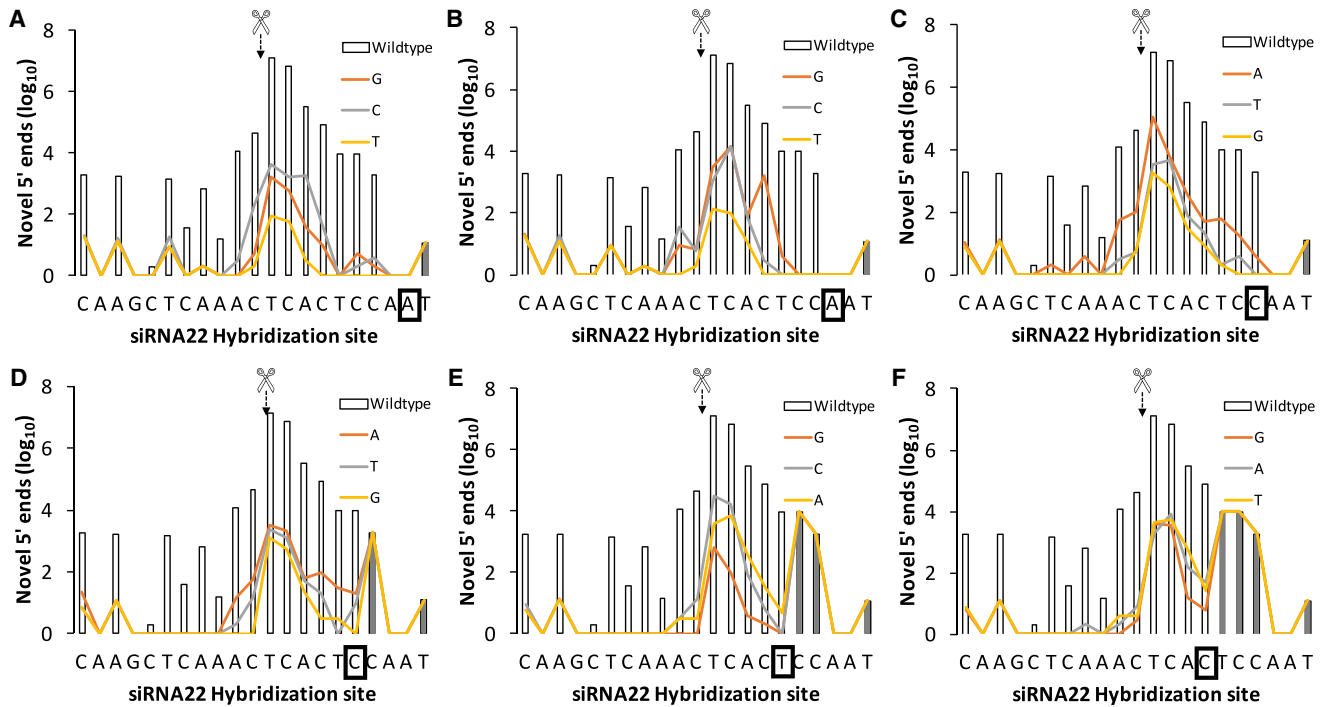 A
Novel 5' ends (log10)
8
6
4
2
0
Wildtype
G
C
T
C A A G C T C A A A C T C A C T C C A A T
siRNA22 Hybridization site
B
Novel 5' ends (log10)
8
6
4
2
0
Wildtype
G
C
T
C A A G C T C A A A C T C A C T C C A A T
siRNA22 Hybridization site
C
Novel 5' ends (log10)
8
6
4
2
0
Wildtype
A
T
G
C A A G C T C A A A C T C A C T C C A A T
siRNA22 Hybridization site
D
Novel 5' ends (log10)
8
6
4
2
0
Wildtype
A
T
G
C A A G C T C A A A C T C A C T C C A A T
siRNA22 Hybridization site
E
Novel 5' ends (log10)
8
6
4
2
0
Wildtype
G
C
A
C A A G C T C A A A C T C A C T C C A A T
siRNA22 Hybridization site
F
Novel 5' ends (log10)
8
6
4
2
0
Wildtype
G
A
T
C A A G C T C A A A C T C A C T C C A A T
siRNA22 Hybridization site